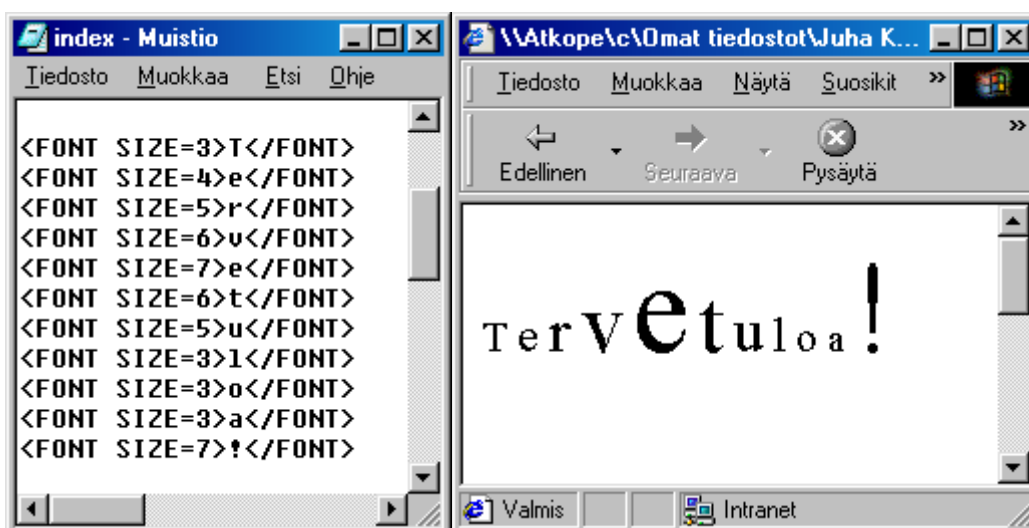 index - Muistio
Tiedosto Muokkaa Etsi Ohje
<FONT SIZE=3>T</FONT>
<FONT SIZE=4>e</FONT>
<FONT SIZE=5>r</FONT>
<FONT SIZE=6>v</FONT>
<FONT SIZE=7>e</FONT>
<FONT SIZE=6>t</FONT>
<FONT SIZE=5>u</FONT>
<FONT SIZE=3>l</FONT>
<FONT SIZE=3>o</FONT>
<FONT SIZE=3>a</FONT>
<FONT SIZE=7>!</FONT>
\\Atkope\c\Omat tiedostot\Juha K...
Tiedosto Muokkaa Näytä Suosikit »
Edellinen Seuraava Pysäytä »
Tervetuloa!
Valmis Intranet